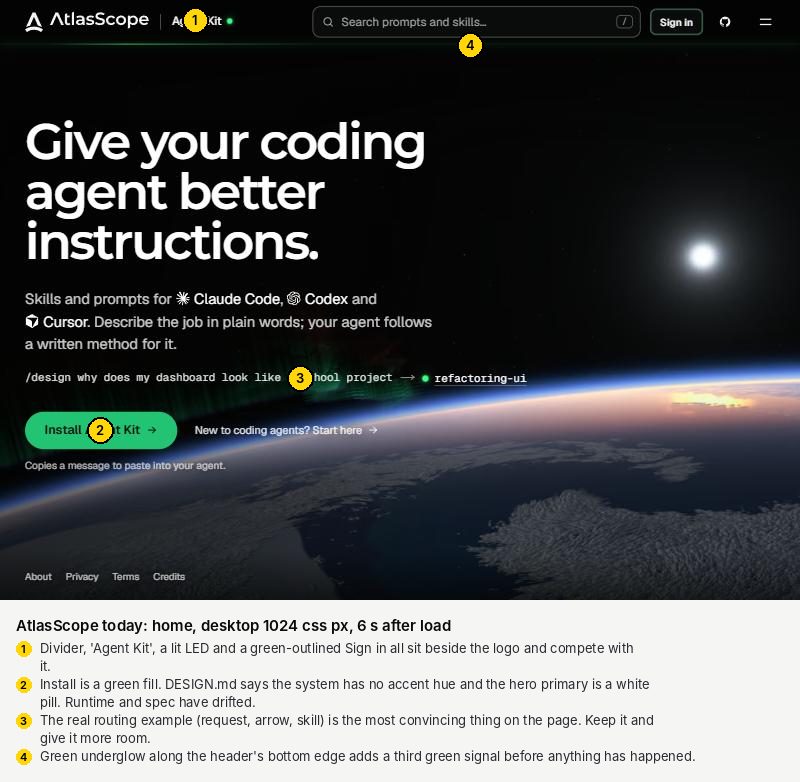 AtlasScope
Ag 1 Kit
Search prompts and skills...
/
Sign in
4
Give your coding
agent better
instructions.
Skills and prompts for Claude Code, Codex and
Cursor. Describe the job in plain words; your agent follows
a written method for it.
/design why does my dashboard look like 3 hool project → refactoring-ui
Install 2 t Kit →
New to coding agents? Start here →
Copies a message to paste into your agent.
About Privacy Terms Credits
AtlasScope today: home, desktop 1024 css px, 6 s after load
1 Divider, 'Agent Kit', a lit LED and a green-outlined Sign in all sit beside the logo and compete with
it.
2 Install is a green fill. DESIGN.md says the system has no accent hue and the hero primary is a white
pill. Runtime and spec have drifted.
3 The real routing example (request, arrow, skill) is the most convincing thing on the page. Keep it and
give it more room.
4 Green underglow along the header's bottom edge adds a third green signal before anything has happened.